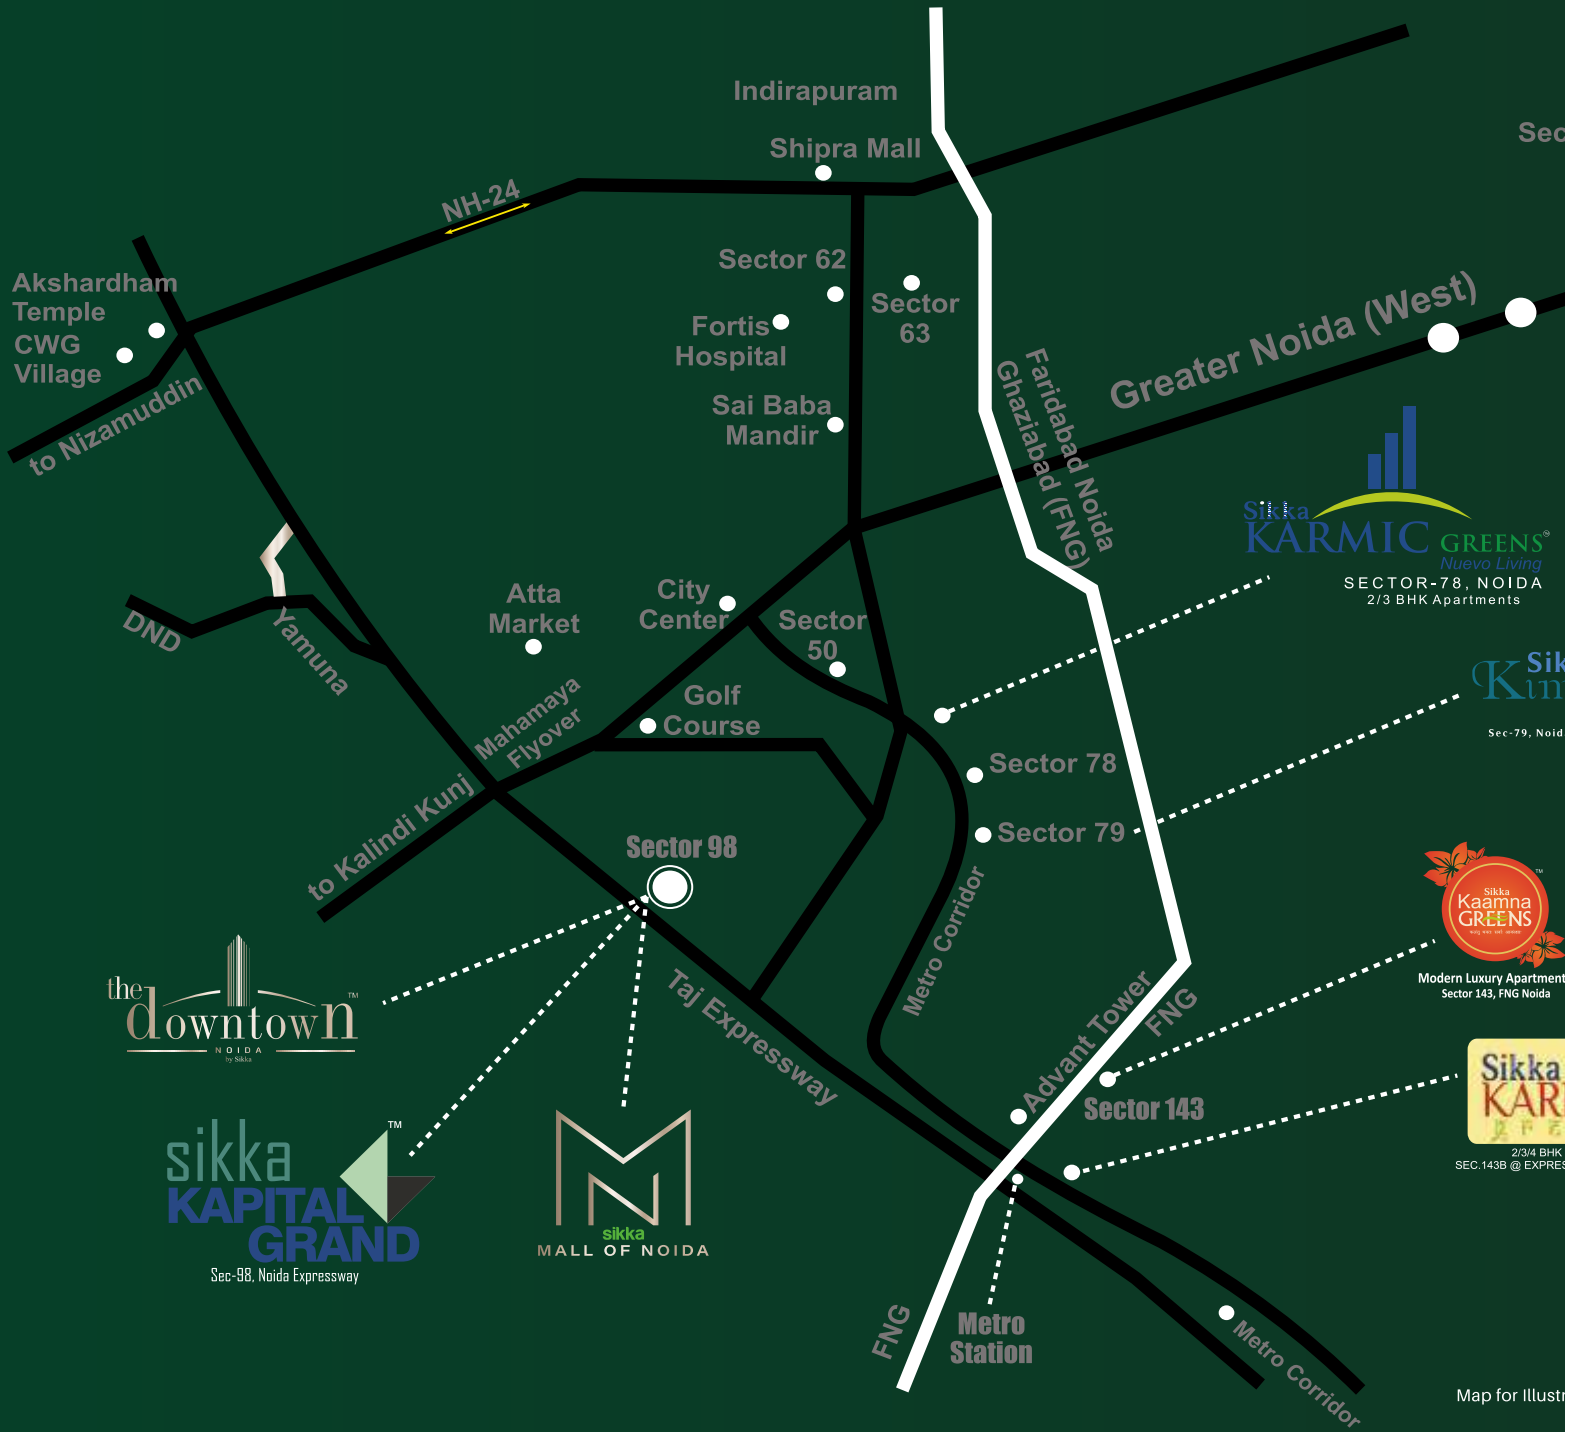 Indirapuram
Shipra Mall
NH-24
Akshardham
Temple
CWG
Village
to Nizamuddin
Sector 62
Sector
63
Fortis
Hospital
Sai Baba
Mandir
Greater Noida (West)
Faridabad Noida
Ghaziabad (FNG)
Sikka
KARMIC GREENS
Nuevo Living
SECTOR-78, NOIDA
2/3 BHK Apartments
DND
Yamuna
Atta
Market
City
Center
Sector
50
Golf
Course
Mahamaya
Flyover
to Kalindi Kunj
Sec-79,
Sector 78
Sector 79
Sector 98
Metro Corridor
Taj Expressway
Advant Tower
FNG
Sikka
Kaamna
GREENS
TM
Modern Luxury
Sector 143, FNG Noida
Sector 143
Sikka
2/3/4 BHK
SEC.143B @
the
downtown
TM
NOIDA
by Sikka
sikka
TM
KAPITAL
GRAND
Sec-98, Noida Expressway
sikka
MALL OF NOIDA
FNG
Metro
Station
Metro Corridor
Map for